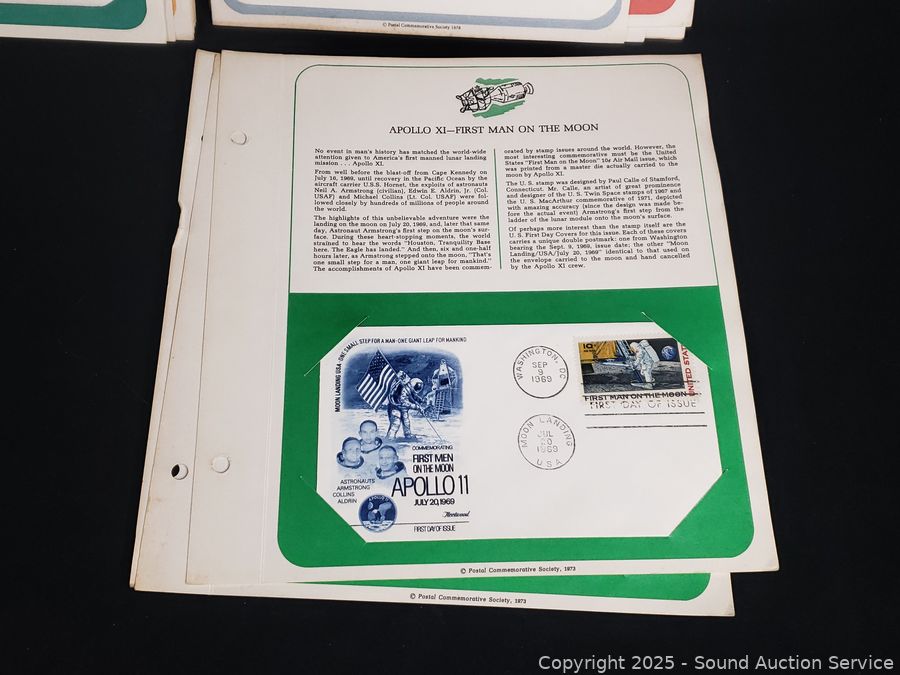 © Postal Commemorative Society 1973
APOLLO XI—FIRST MAN ON THE MOON
No event in man's history has matched the world-wide
attention given to America's first manned lunar landing
mission . . . Apollo XI.
From well before the blast-off from Cape Kennedy on
July 16, 1969, until recovery in the Pacific Ocean by the
aircraft carrier U.S.S. Hornet, the exploits of astronauts
Neil A. Armstrong (civilian), Edwin E. Aldrin, Jr. (Col.
USAF) and Michael Collins (Lt. Col. USAF) were fol-
lowed closely by hundreds of millions of people around
the world.
The highlights of this unbelievable adventure were the
landing on the moon on July 20, 1969, and, later that same
day, Astronaut Armstrong's first step on the moon's sur-
face. During these heart-stopping moments, the world
strained to hear the words "Houston, Tranquility Base
here. The Eagle has landed." And then, six and one-half
hours later, as Armstrong stepped onto the moon, "That's
one small step for a man, one giant leap for mankind."
The accomplishments of Apollo XI have been commem-
orated by stamp issues around the world. However, the
most interesting commemorative must be the United
States "First Man on the Moon" 10¢ Air Mail issue, which
was printed from a master die actually carried to the
moon by Apollo XI.
The U.S. stamp was designed by Paul Calle of Stamford,
Connecticut. Mr. Calle, an artist of great prominence
and designer of the U.S. Twin Space stamps of 1967 and
the U.S. MacArthur commemorative of 1971, depicted
with amazing accuracy (since the design was made be-
fore the actual event) Armstrong's first step from the
ladder of the lunar module onto the moon's surface.
Of perhaps more interest than the stamp itself are the
U.S. First Day Covers for this issue. Each of these covers
carries a unique double postmark: one from Washington
bearing the Sept. 9, 1969, issue date; the other "Moon
Landing/USA/July 20, 1969" identical to that used on
the envelope carried to the moon and hand cancelled
by the Apollo XI crew.
MOON LANDING USA · ONE SMALL STEP FOR A MAN · ONE GIANT LEAP FOR MANKIND
COMMEMORATING
FIRST MEN
ON THE MOON
APOLLO 11
JULY 20, 1969
ASTRONAUTS
ARMSTRONG
COLLINS
ALDRIN
Fleetwood
FIRST DAY OF ISSUE
WASHINGTON, DC
SEP
9
1969
MOON LANDING
JUL
20
1969
USA
10¢
UNITED STATES
FIRST MAN ON THE MOON
FIRST DAY OF ISSUE
© Postal Commemorative Society, 1973
© Postal Commemorative Society, 1973
Copyright 2025 - Sound Auction Service